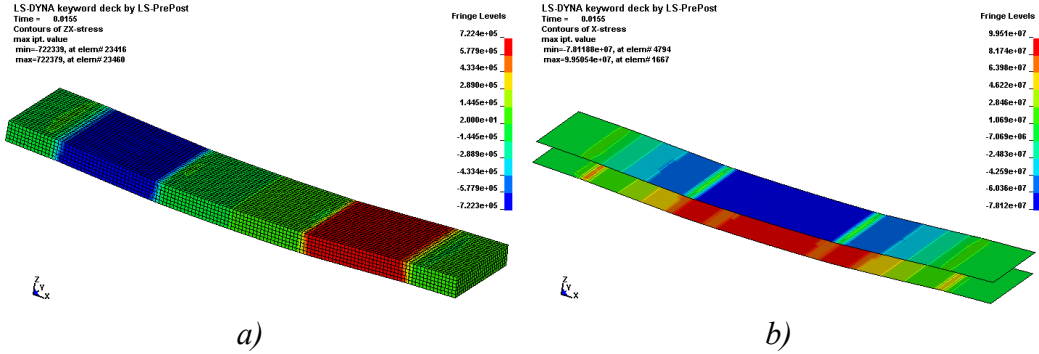 LS-DYNA keyword deck by LS-PrePost
Time = 0.0155
Contours of ZX-stress
max ipt. value
min=-722339, at elem# 23416
max=722379, at elem# 23460
Fringe Levels
7.224e+05
5.779e+05
4.334e+05
2.890e+05
1.445e+05
2.000e+01
-1.445e+05
-2.889e+05
-4.334e+05
-5.779e+05
-7.223e+05
Z
Y
X
a)
LS-DYNA keyword deck by LS-PrePost
Time = 0.0155
Contours of X-stress
max ipt. value
min=-7.81188e+07, at elem# 4794
max=9.95054e+07, at elem# 1667
Fringe Levels
9.951e+07
8.174e+07
6.398e+07
4.622e+07
2.846e+07
1.069e+07
-7.069e+06
-2.483e+07
-4.259e+07
-6.036e+07
-7.812e+07
Z
Y
X
b)